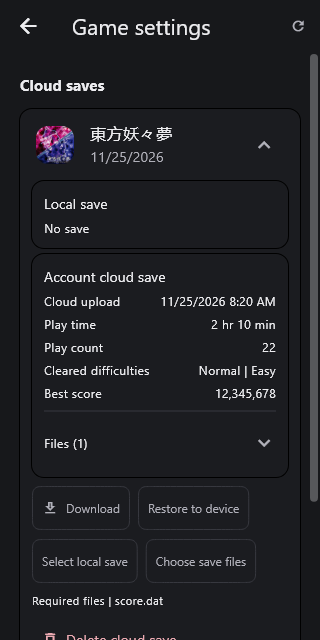 Game settings
Cloud saves
東方妖々夢
11/25/2026
Local save
No save
Account cloud save
Cloud upload 11/25/2026 8:20 AM
Play time 2 hr 10 min
Play count 22
Cleared difficulties Normal | Easy
Best score 12,345,678
Files (1)
Download
Restore to device
Select local save
Choose save files
Required files | score.dat
Delete cloud save